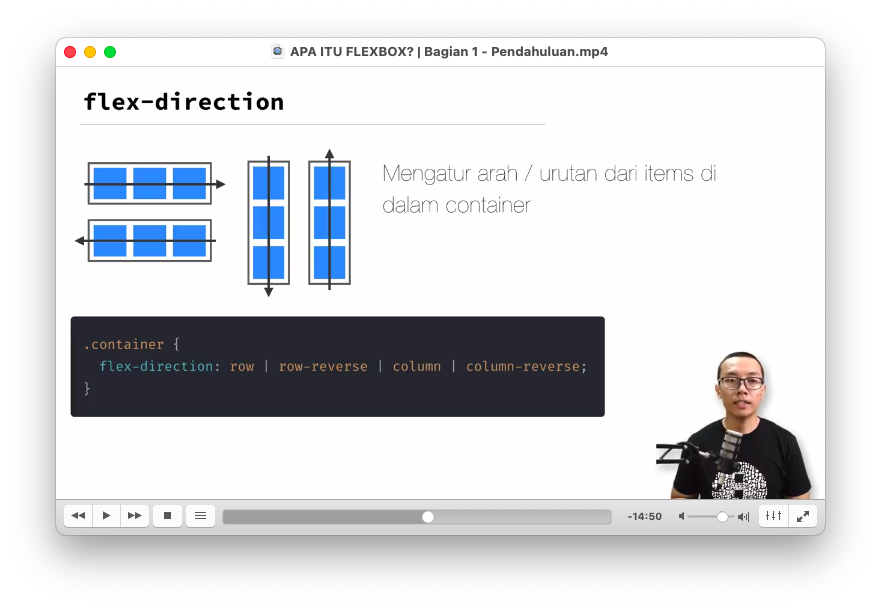 APA ITU FLEXBOX? | Bagian 1 - Pendahuluan.mp4
flex-direction
Mengatur arah / urutan dari items di
dalam container
.container {
flex-direction: row | row-reverse | column | column-reverse;
}
-14:50